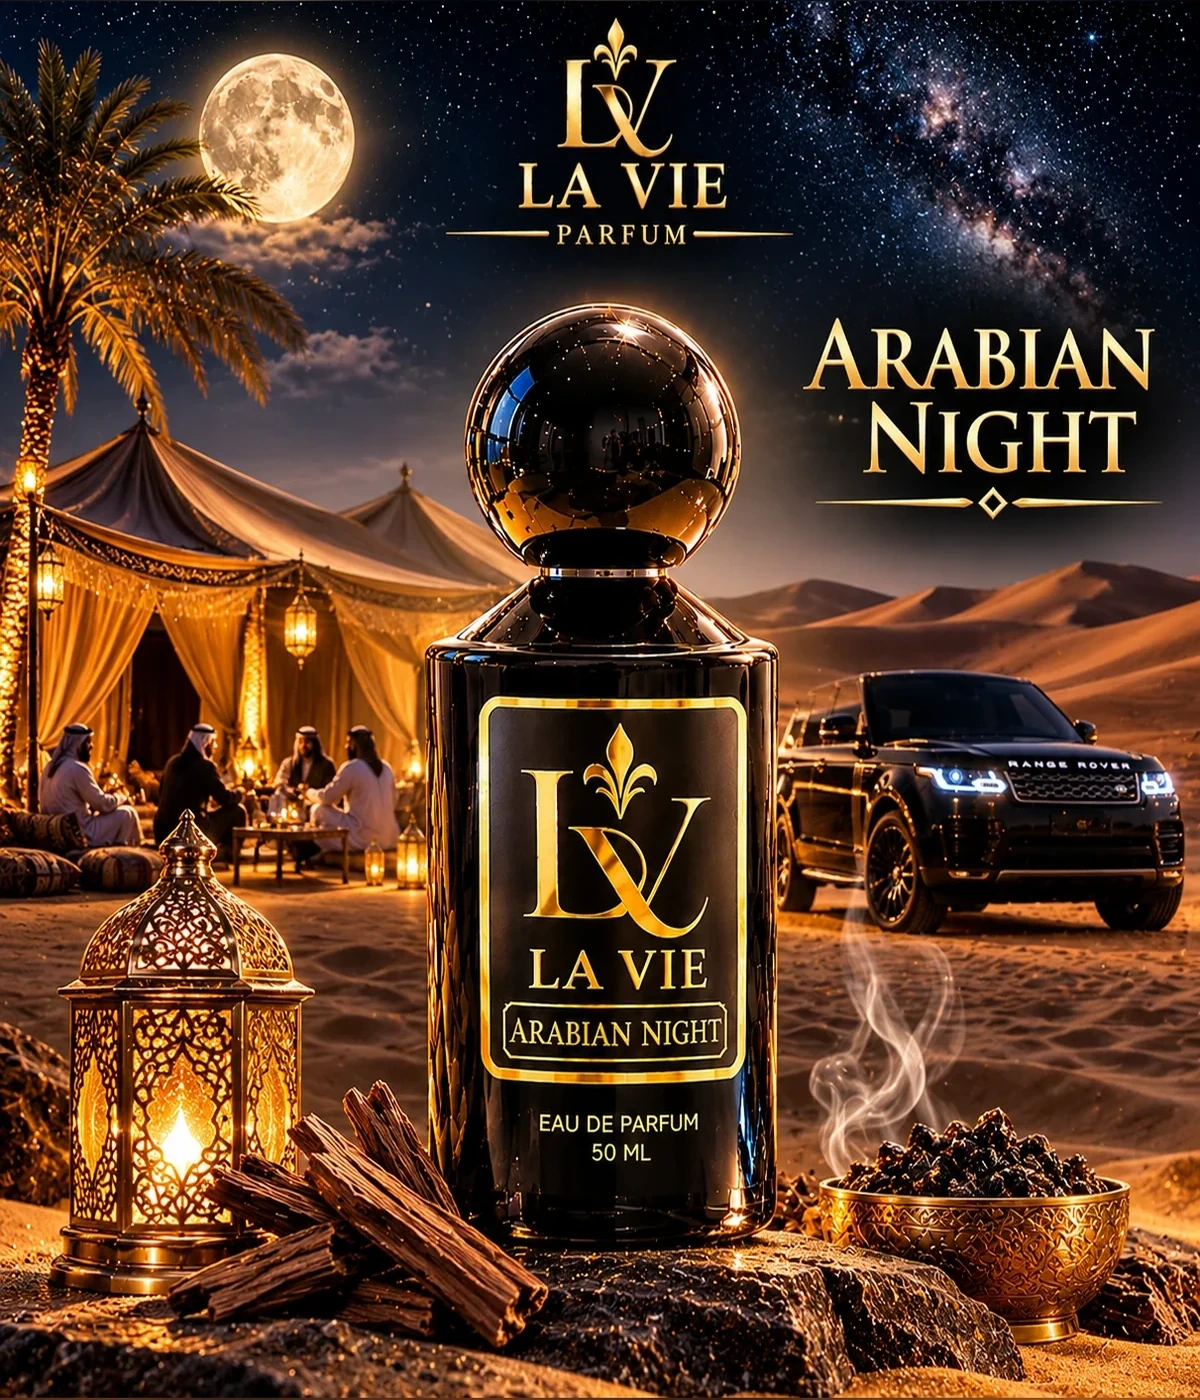 LV
LA VIE
PARFUM
ARABIAN
NIGHT
RANGE ROVER
LV
LA VIE
ARABIAN NIGHT
EAU DE PARFUM
50 ML